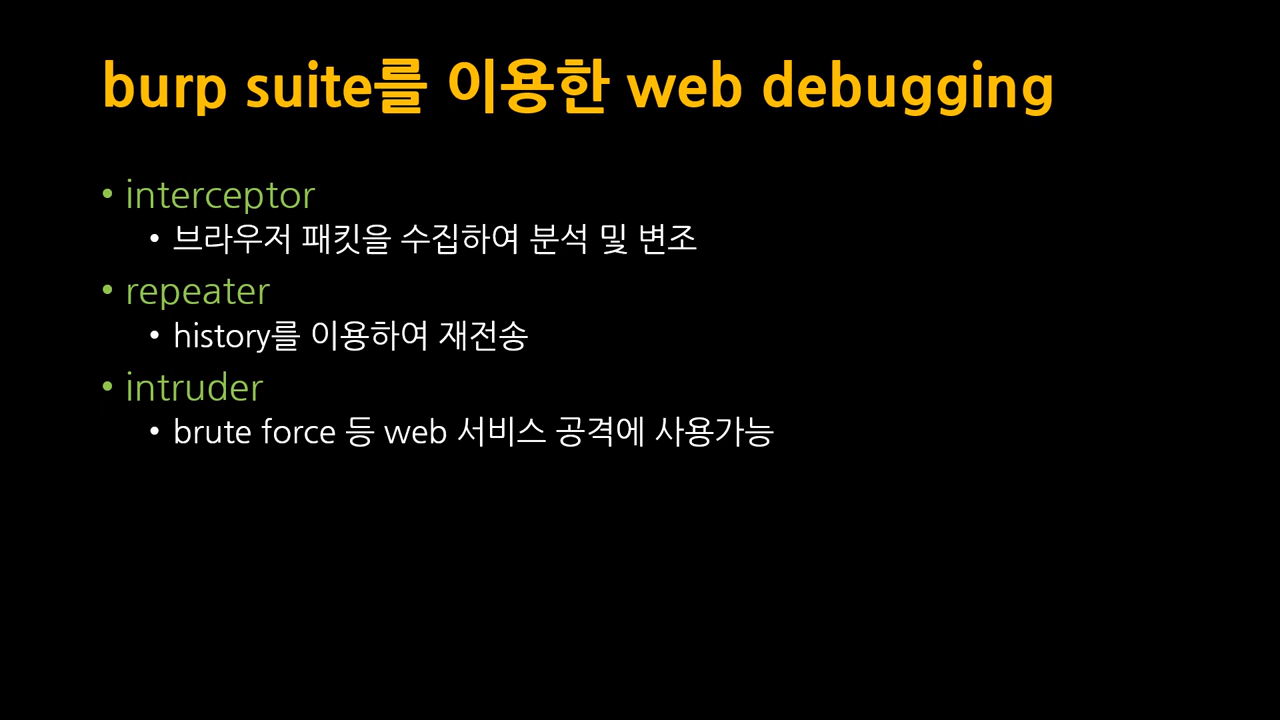 burp suite를 이용한 web debugging
• interceptor
• 브라우저 패킷을 수집하여 분석 및 변조
• repeater
• history를 이용하여 재전송
• intruder
• brute force 등 web 서비스 공격에 사용가능